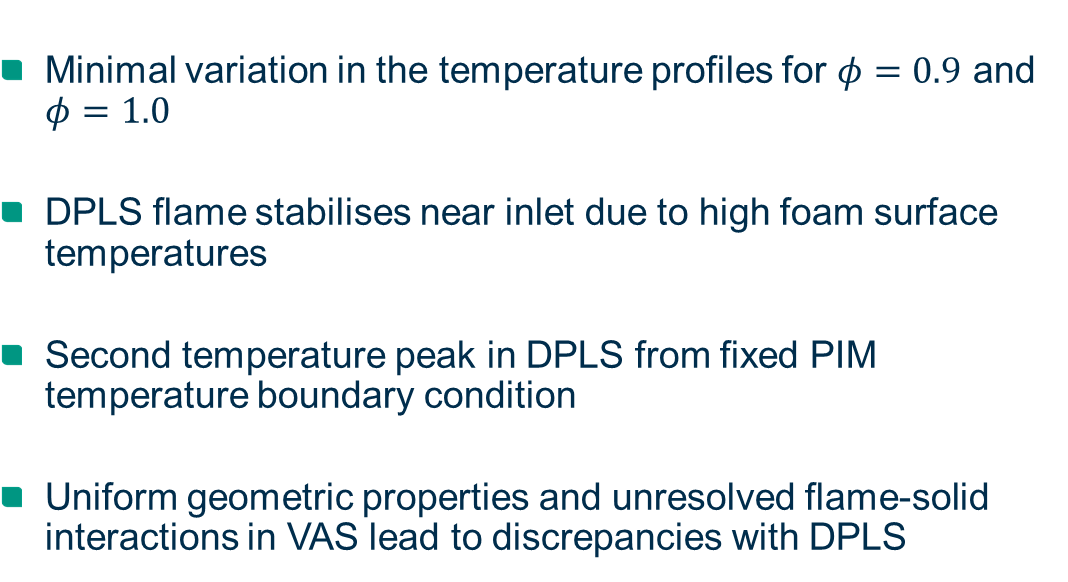 Minimal variation in the temperature profiles for 𝜙 = 0.9 and
𝜙 = 1.0
DPLS flame stabilises near inlet due to high foam surface
temperatures
Second temperature peak in DPLS from fixed PIM
temperature boundary condition
Uniform geometric properties and unresolved flame-solid
interactions in VAS lead to discrepancies with DPLS